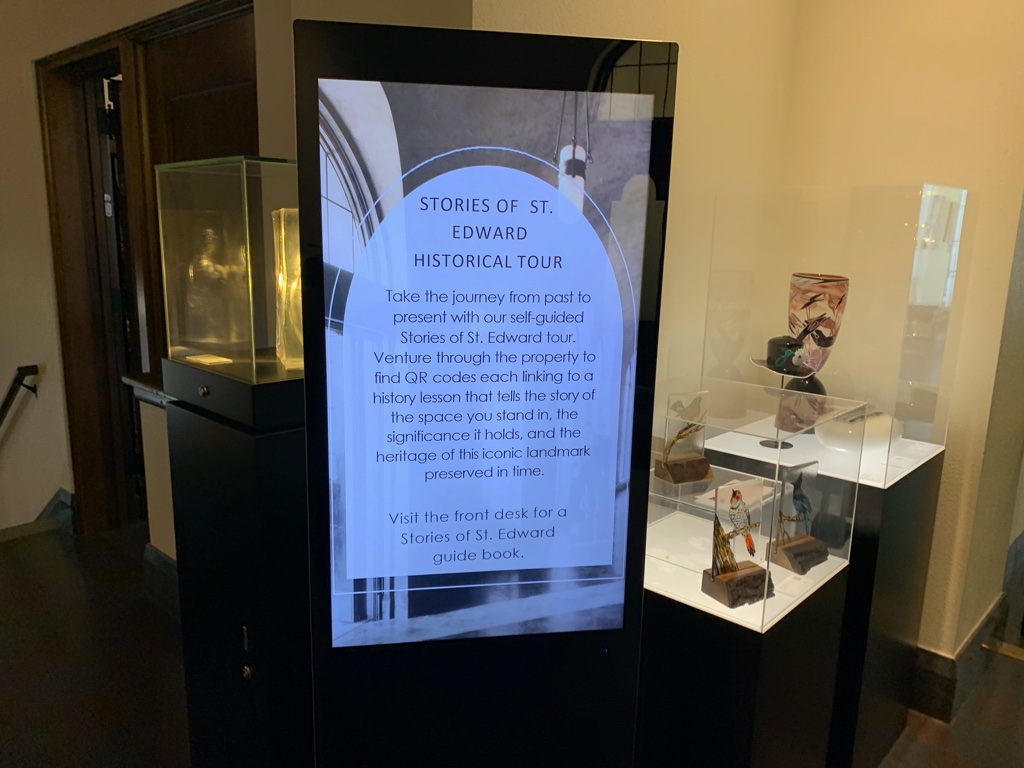 STORIES OF ST.
EDWARD
HISTORICAL TOUR
Take the journey from past to
present with our self-guided
Stories of St. Edward tour.
Venture through the property to
find QR codes each linking to a
history lesson that tells the story of
the space you stand in, the
significance it holds, and the
heritage of this iconic landmark
preserved in time.
Visit the front desk for a
Stories of St. Edward
guide book.